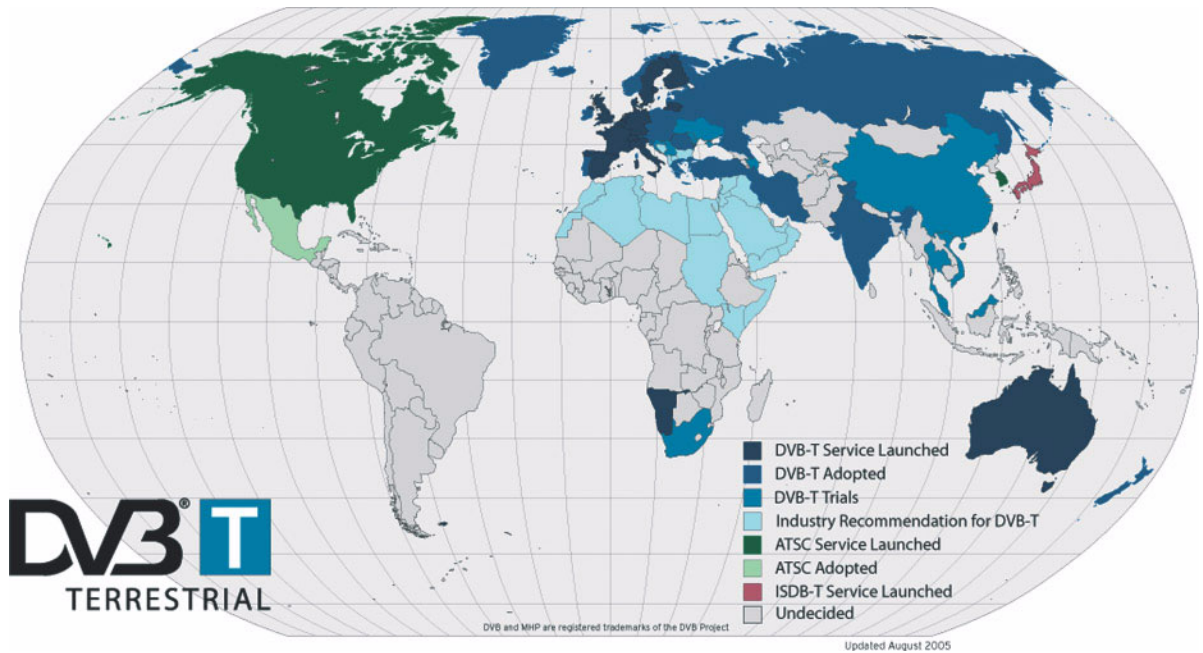 DVB-T Service Launched
DVB-T Adopted
DVB-T Trials
Industry Recommendation for DVB-T
ATSC Service Launched
ATSC Adopted
ISDB-T Service Launched
Undecided
DVB® T
TERRESTRIAL
DVB and MHP are registered trademarks of the DVB Project
Updated August 2005